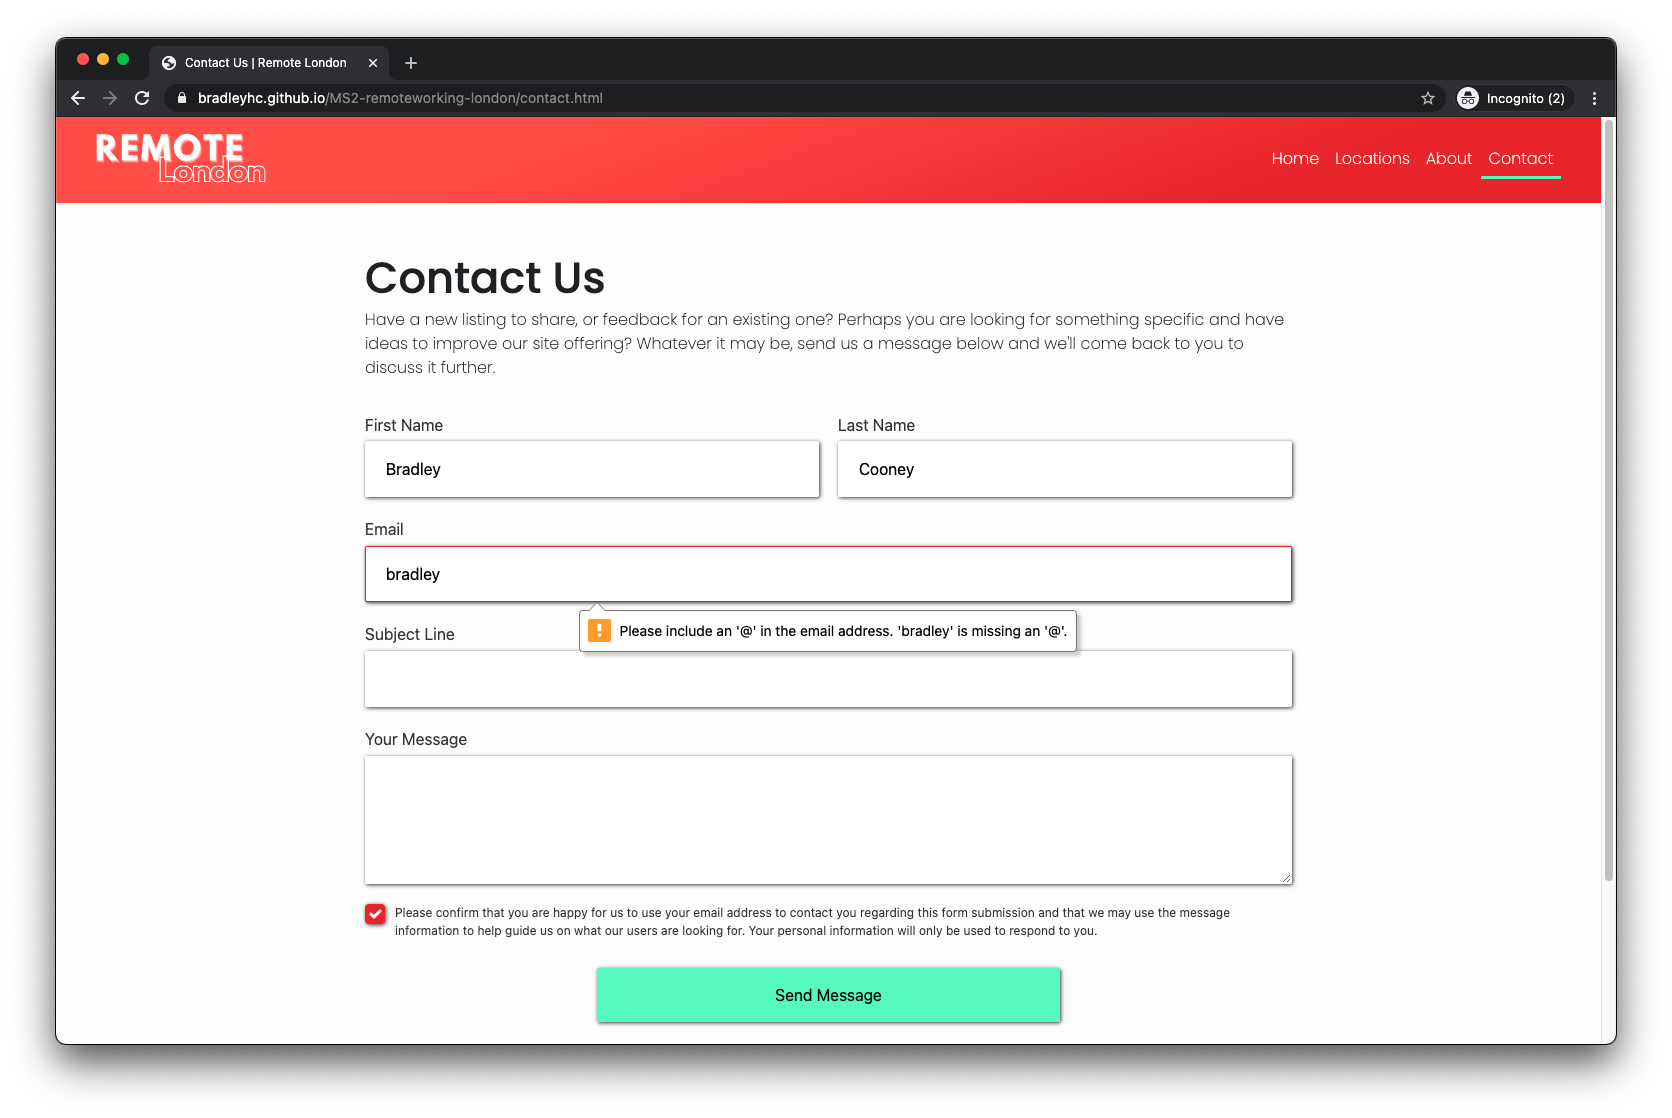 Contact Us | Remote London
bradleyhc.github.io/MS2-remoteworking-london/contact.html
Incognito (2)
REMOTE
London
Home Locations About Contact
Contact Us
Have a new listing to share, or feedback for an existing one? Perhaps you are looking for something specific and have
ideas to improve our site offering? Whatever it may be, send us a message below and we'll come back to you to
discuss it further.
First Name Last Name
Bradley Cooney
Email
bradley
Please include an '@' in the email address. 'bradley' is missing an '@'.
Subject Line
Your Message
Please confirm that you are happy for us to use your email address to contact you regarding this form submission and that we may use the message
information to help guide us on what our users are looking for. Your personal information will only be used to respond to you.
Send Message